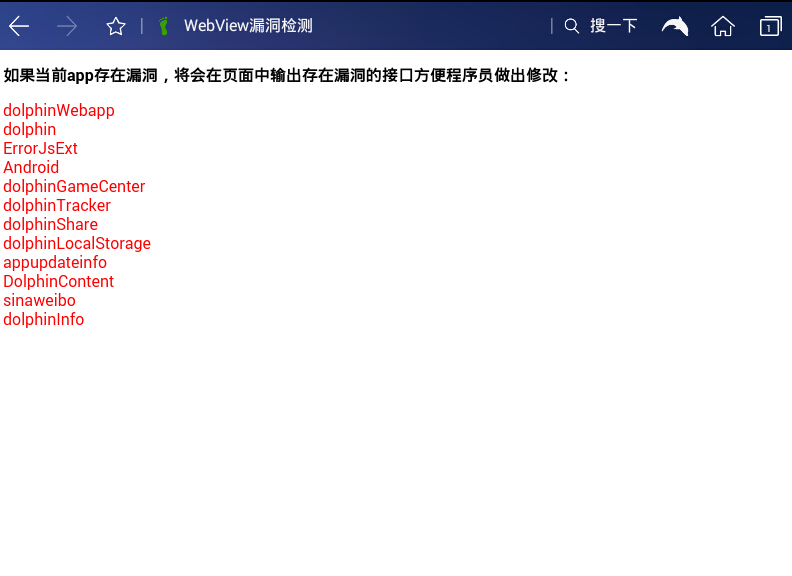 WebView漏洞检测
搜一下
1
如果当前app存在漏洞，将会在页面中输出存在漏洞的接口方便程序员做出修改：
dolphinWebapp
dolphin
ErrorJsExt
Android
dolphinGameCenter
dolphinTracker
dolphinShare
dolphinLocalStorage
appupdateinfo
DolphinContent
sinaweibo
dolphinInfo